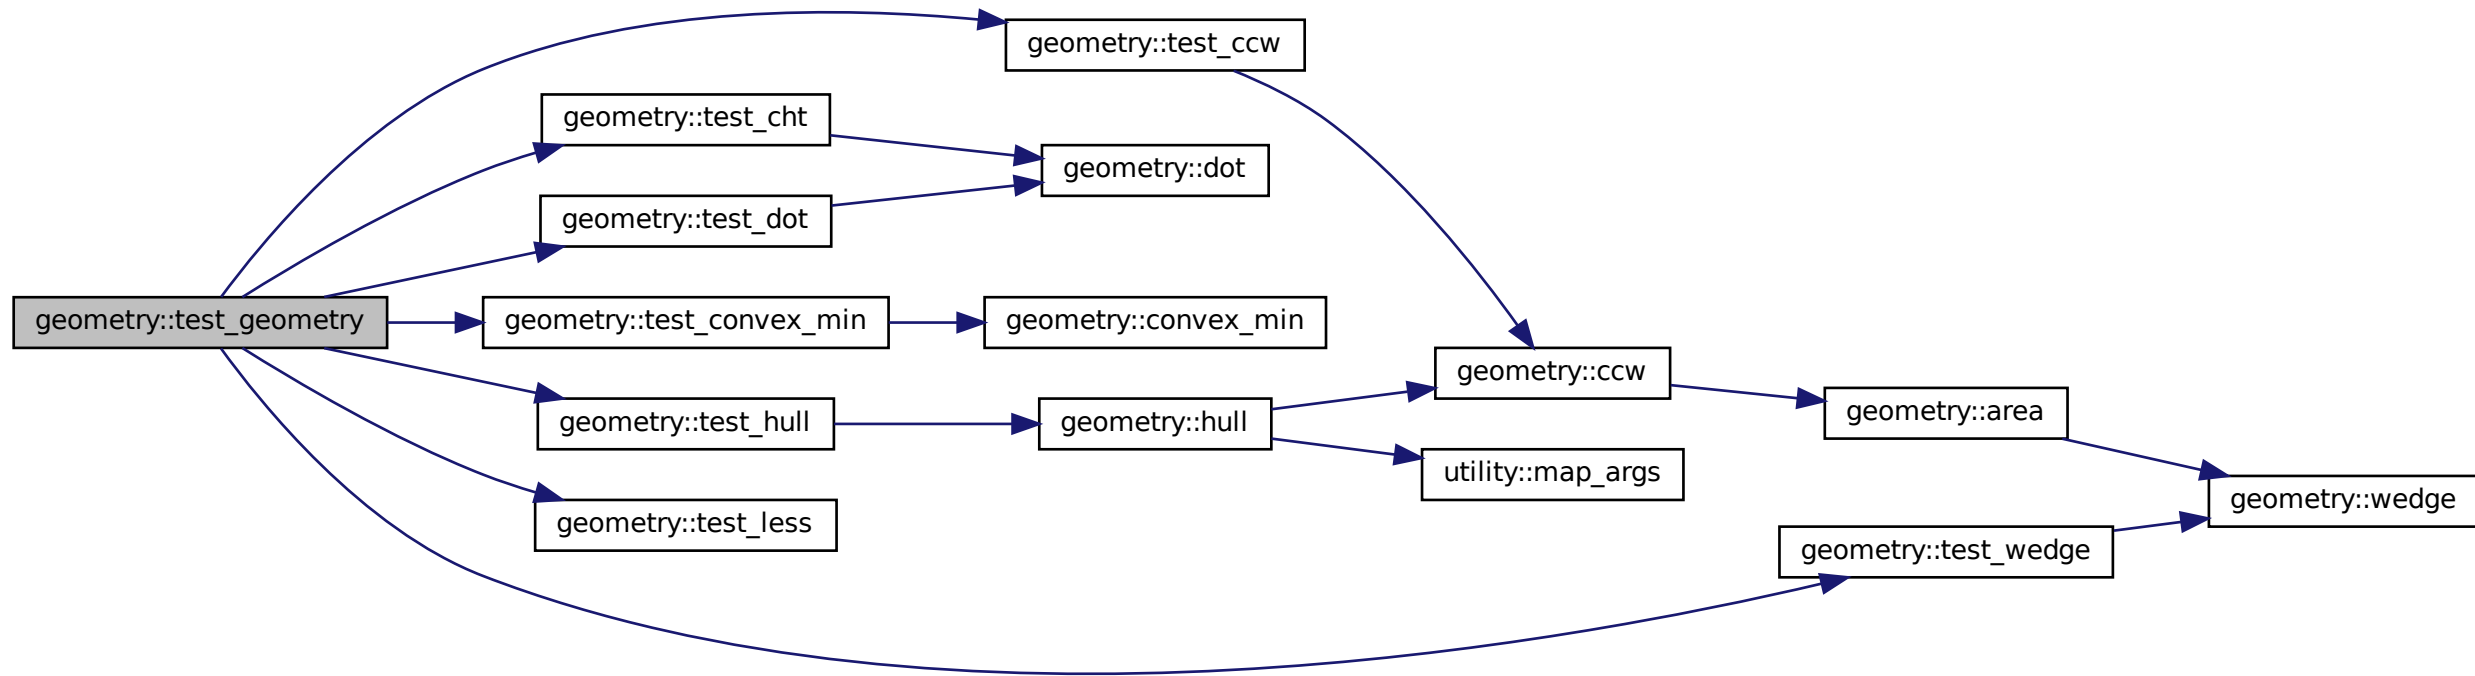 geometry::test_ccw
geometry::test_cht
geometry::dot
geometry::test_dot
geometry::test_geometry
geometry::test_convex_min
geometry::convex_min
geometry::ccw
geometry::area
geometry::test_hull
geometry::hull
utility::map_args
geometry::wedge
geometry::test_less
geometry::test_wedge